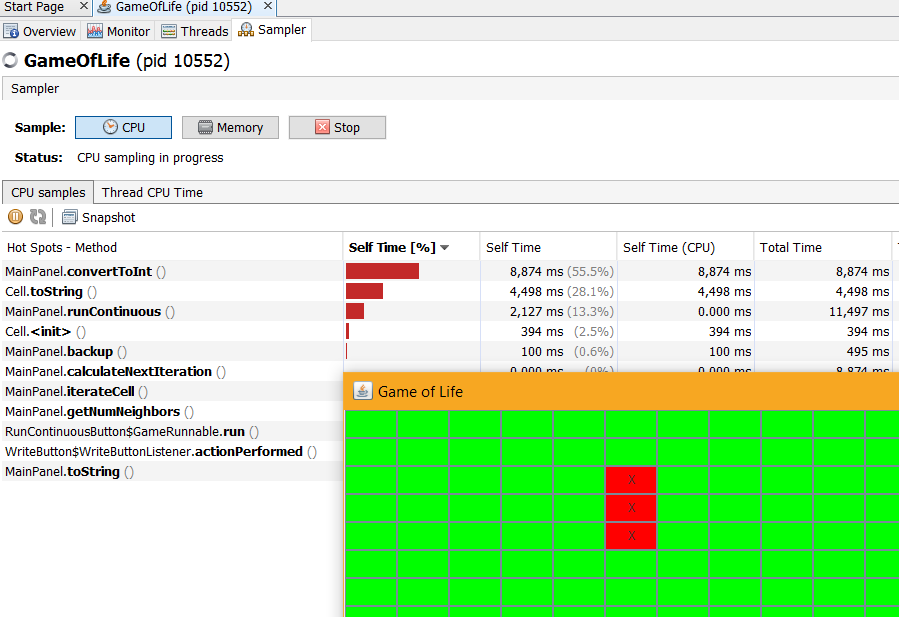 Start Page × GameOfLife (pid 10552) ×
Overview Monitor Threads Sampler
GameOfLife (pid 10552)
Sampler
Sample: CPU Memory Stop
Status: CPU sampling in progress
CPU samples Thread CPU Time
Snapshot
Hot Spots - Method Self Time [%] Self Time Self Time (CPU) Total Time
MainPanel.convertToInt () 8,874 ms (55.5%) 8,874 ms 8,874 ms
Cell.toString () 4,498 ms (28.1%) 4,498 ms 4,498 ms
MainPanel.runContinuous () 2,127 ms (13.3%) 0.000 ms 11,497 ms
Cell.<init> () 394 ms (2.5%) 394 ms 394 ms
MainPanel.backup () 100 ms (0.6%) 100 ms 495 ms
MainPanel.calculateNextIteration () 0.000 ms (0%) 0.000 ms 8,874 ms
MainPanel.iterateCell ()
MainPanel.getNumNeighbors ()
RunContinuousButton$GameRunnable.run ()
WriteButton$WriteButtonListener.actionPerformed ()
MainPanel.toString ()
Game of Life
X
X
X